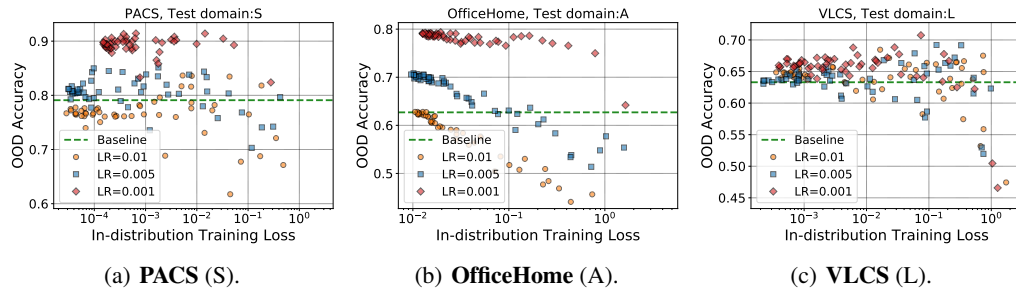 PACS, Test domain:S
OOD Accuracy
0.9
0.8
0.7
0.6
Baseline
LR=0.01
LR=0.005
LR=0.001
10⁻⁴ 10⁻³ 10⁻² 10⁻¹ 10⁰
In-distribution Training Loss
(a) PACS (S).
OfficeHome, Test domain:A
OOD Accuracy
0.8
0.7
0.6
0.5
Baseline
LR=0.01
LR=0.005
LR=0.001
10⁻² 10⁻¹ 10⁰
In-distribution Training Loss
(b) OfficeHome (A).
VLCS, Test domain:L
OOD Accuracy
0.70
0.65
0.60
0.55
0.50
0.45
Baseline
LR=0.01
LR=0.005
LR=0.001
10⁻³ 10⁻² 10⁻¹ 10⁰
In-distribution Training Loss
(c) VLCS (L).